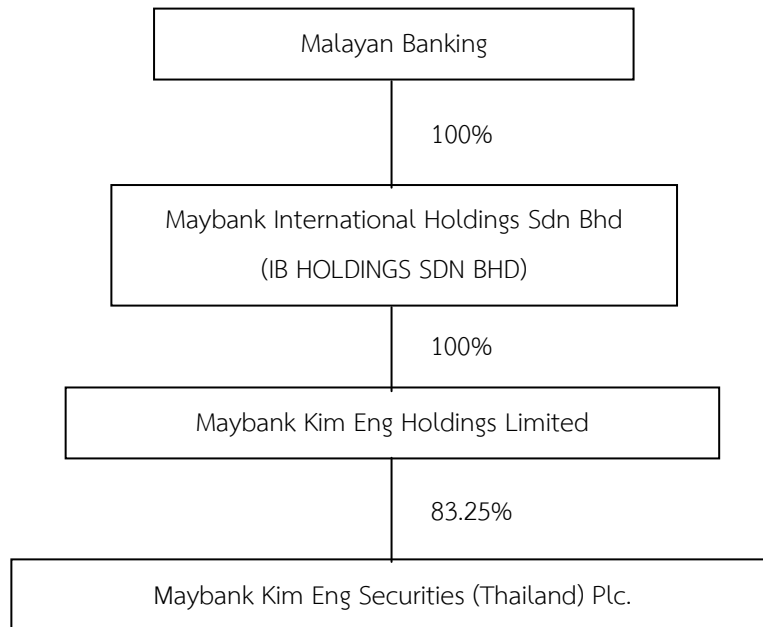 Malayan Banking
100%
Maybank International Holdings Sdn Bhd
(IB HOLDINGS SDN BHD)
100%
Maybank Kim Eng Holdings Limited
83.25%
Maybank Kim Eng Securities (Thailand) Plc.